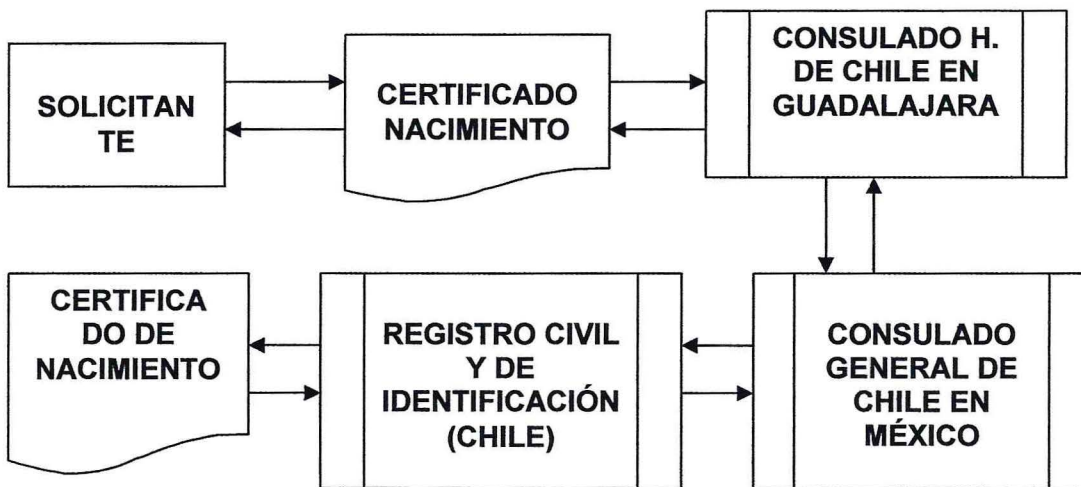 SOLICITAN
TE
CERTIFICADO
NACIMIENTO
CONSULADO H.
DE CHILE EN
GUADALAJARA
CERTIFICA
DO DE
NACIMIENTO
REGISTRO CIVIL
Y DE
IDENTIFICACIÓN
(CHILE)
CONSULADO
GENERAL DE
CHILE EN
MÉXICO